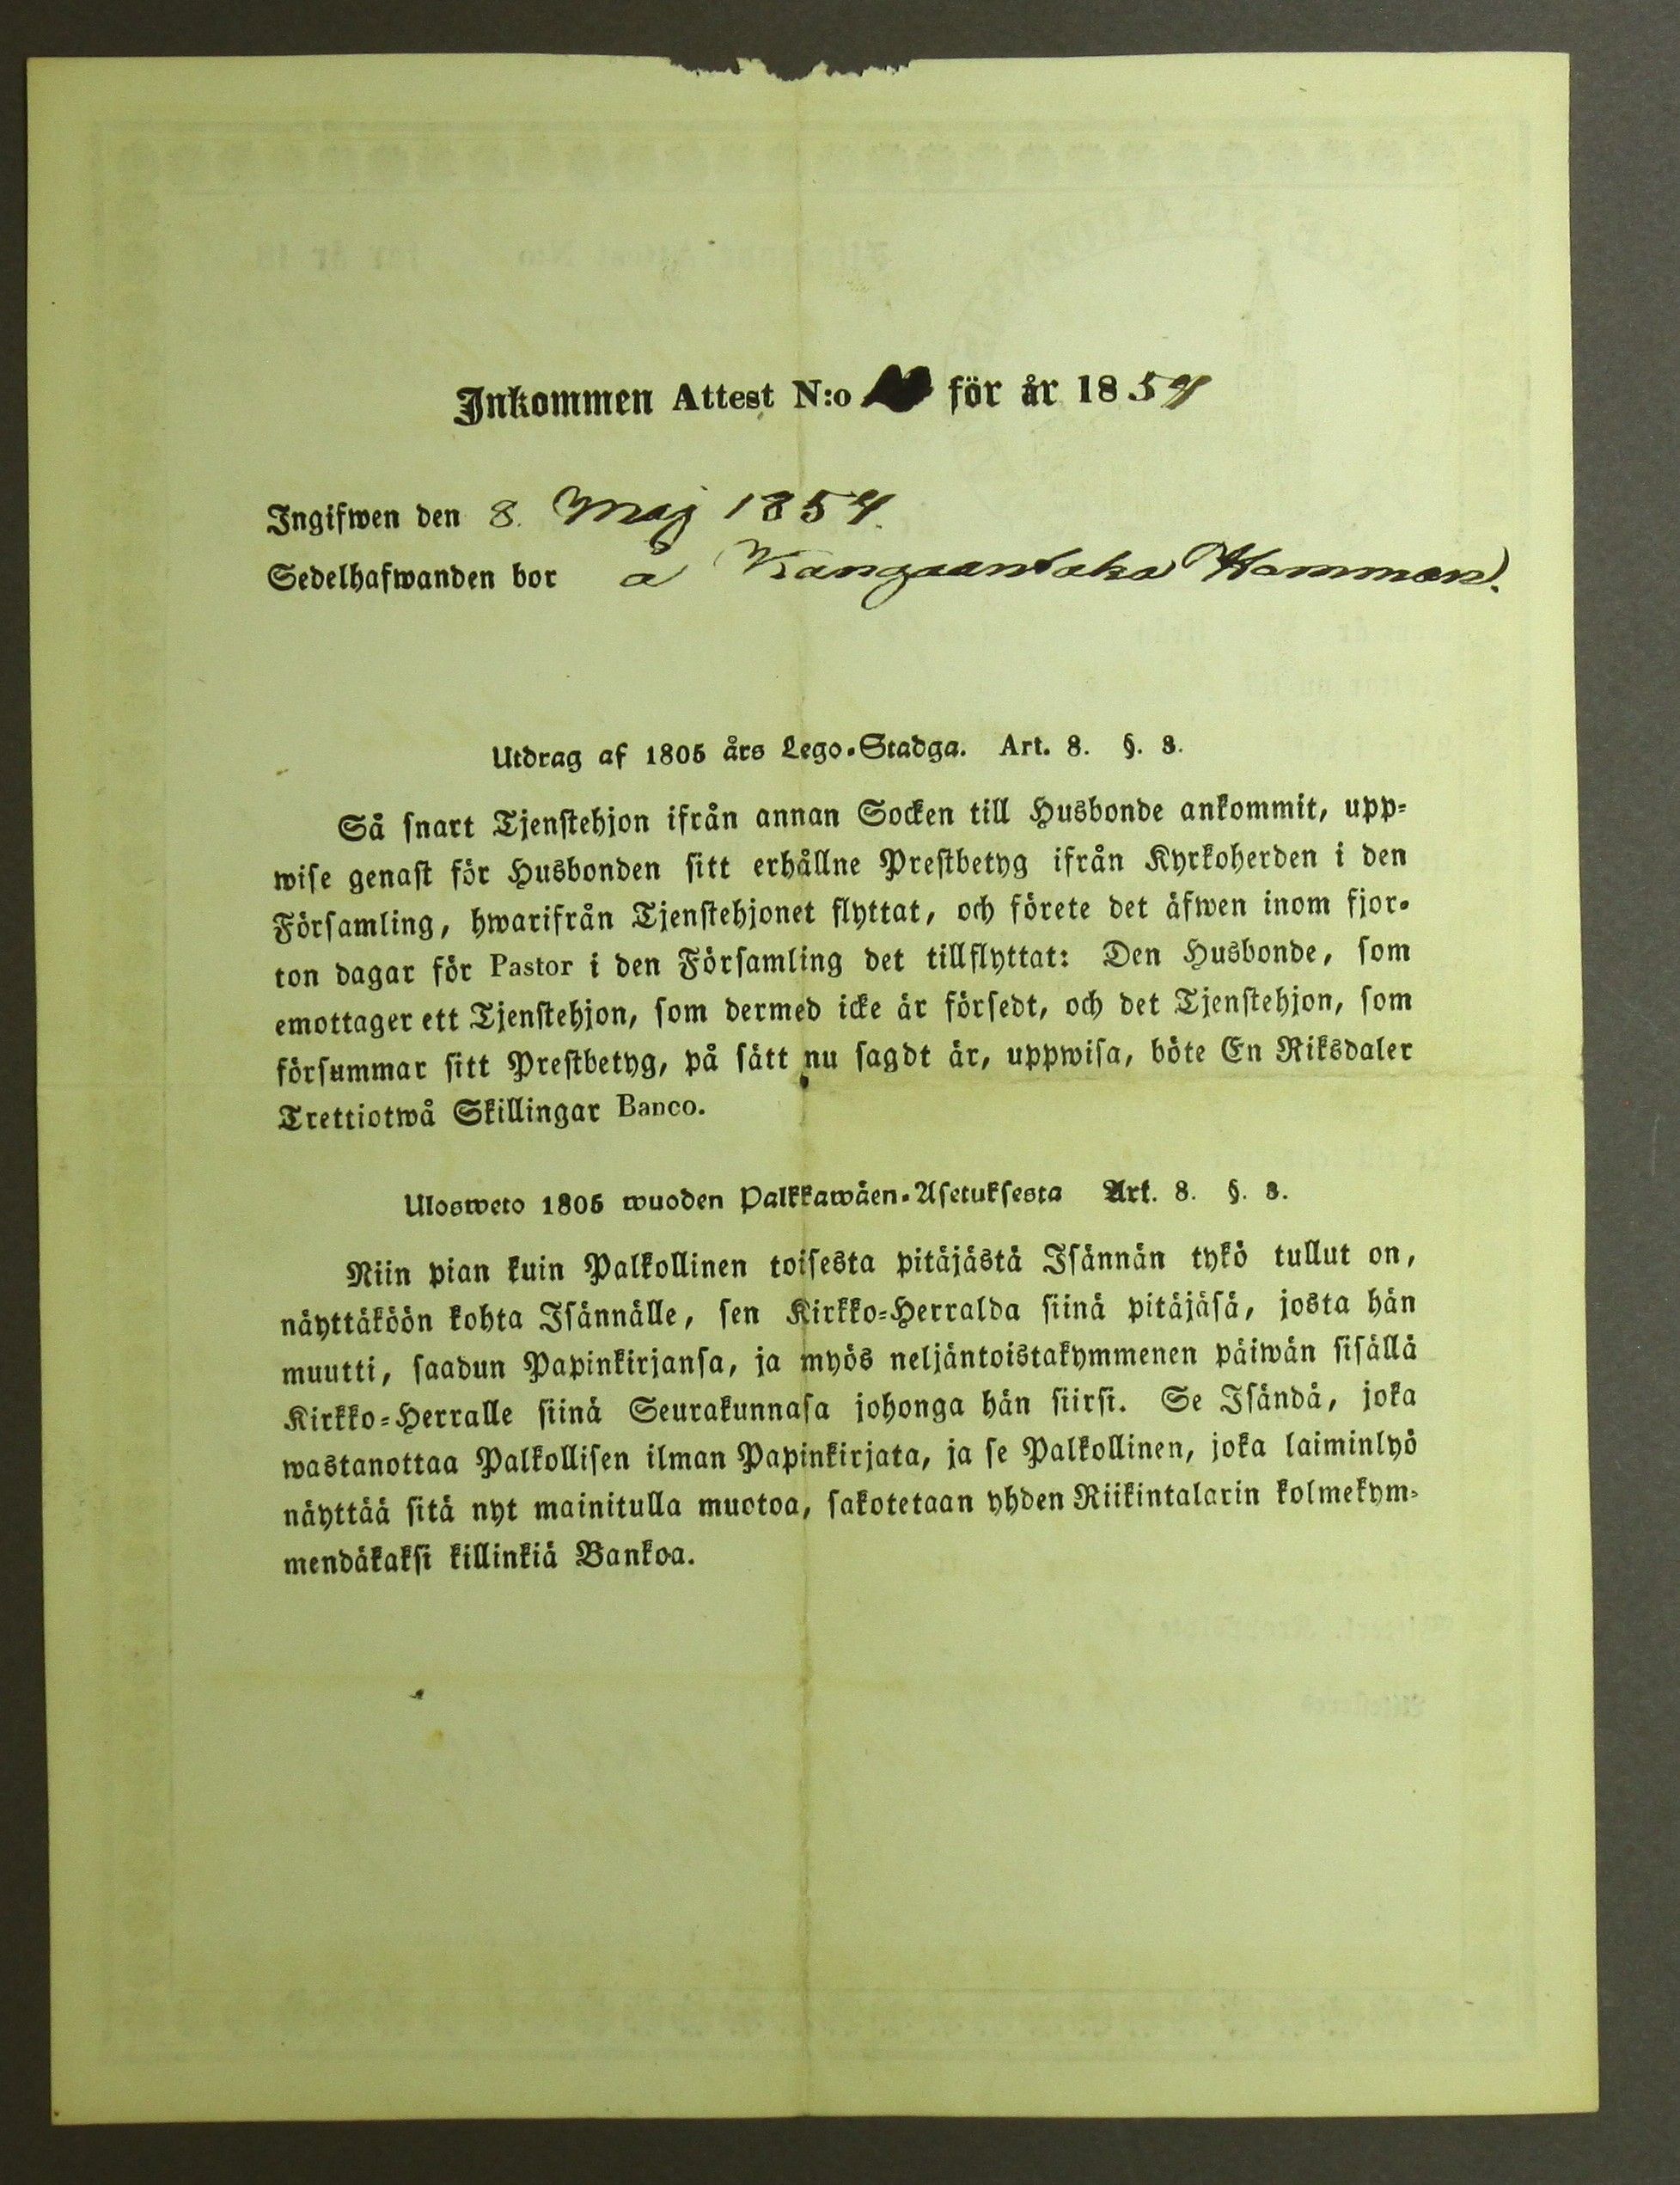 Inkommen Attest N:o för år 1854
Ingifwen den 8. Maj 1854.
Sedelhafwanden bor å Kangaantaka Hemman.
Utdrag af 1805 års Lego-Stadga. Art. 8. §. 3.
Så snart Tjenstehjon ifrån annan Socken till Husbonde ankommit, upp-
wise genast för Husbonden sitt erhållne Prestbetyg ifrån Kyrkoherden i den
Församling, hwarifrån Tjenstehjonet flyttat, och förete det äfwen inom fjor-
ton dagar för Pastor i den Församling det tillflyttat: Den Husbonde, som
emottager ett Tjenstehjon, som dermed icke är försedt, och det Tjenstehjon, som
försummar sitt Prestbetyg, på sätt nu sagdt är, uppwisa, böte En Riksdaler
Trettiotwå Skillingar Banco.
Ulosweto 1805 wuoden Palkkawäen-Asetuksesta Art. 8. §. 3.
Niin pian kuin Palkollinen toisesta pitäjästä Isännän tykö tullut on,
näyttäköön kohta Isännälle, sen Kirkko-Herralda siinä pitäjäsä, josta hän
muutti, saadun Papinkirjansa, ja myös neljäntoistakymmenen päiwän sisällä
Kirkko-Herralle siinä Seurakunnasa johonga hän siirsi. Se Isändä, joka
wastanottaa Palkollisen ilman Papinkirjata, ja se Palkollinen, joka laiminlyö
näyttää sitä nyt mainitulla muotoa, sakotetaan yhden Riikintalarin kolmekym-
mendäkaksi killinkiä Bankoa.